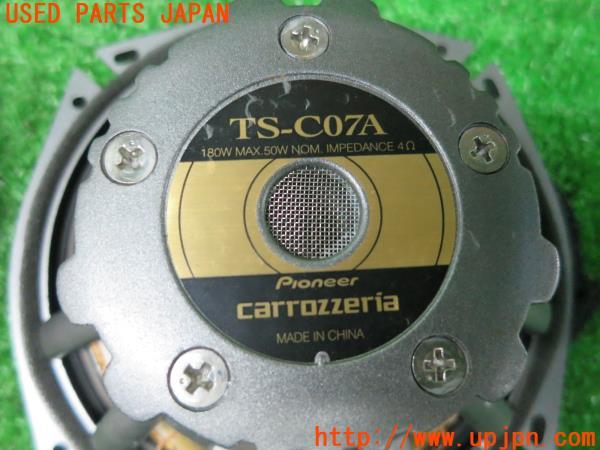 USED PARTS JAPAN
TS-C07A
180W MAX.50W NOM. IMPEDANCE 4Ω
Pioneer
carrozzeria
MADE IN CHINA
http://www.upjpn.com